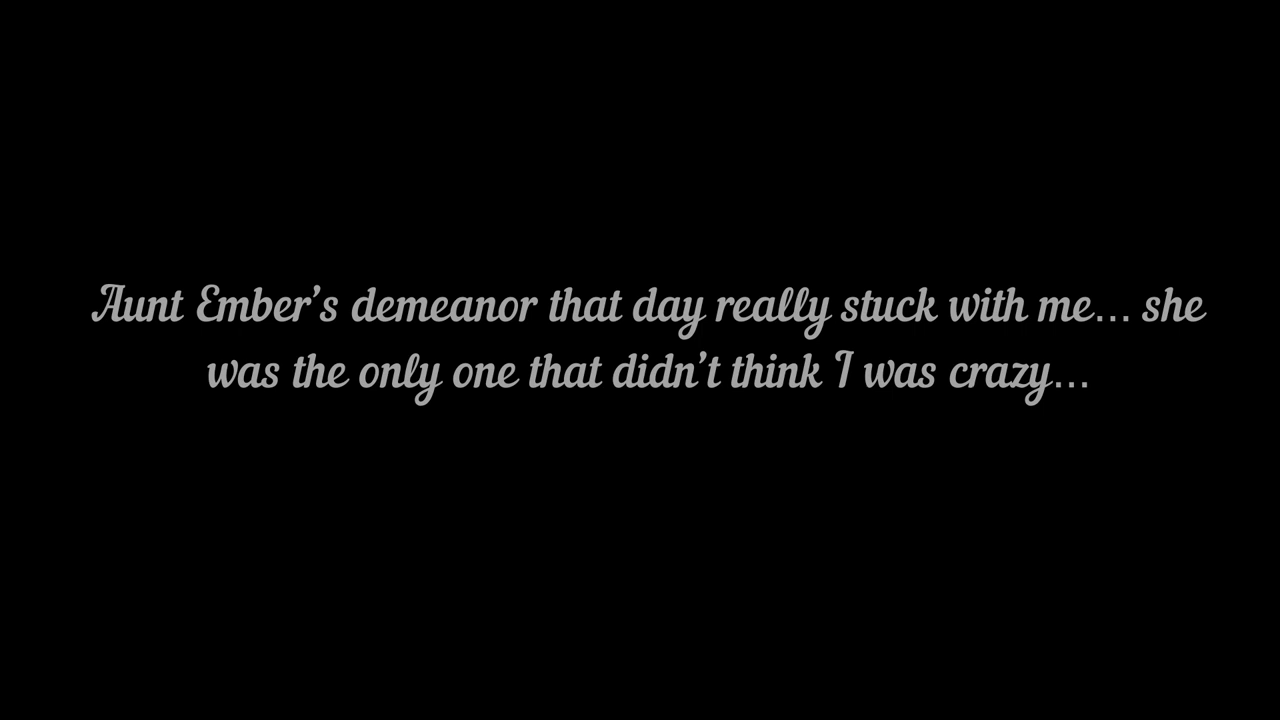 Aunt Ember’s demeanor that day really stuck with me... she
was the only one that didn’t think I was crazy...